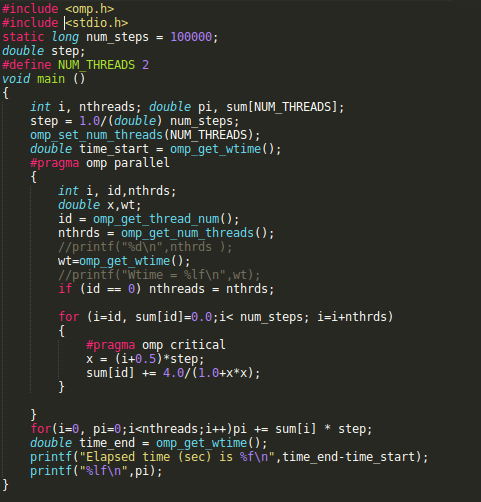 #include <omp.h>
#include <stdio.h>
static long num_steps = 100000;
double step;
#define NUM_THREADS 2
void main ()
{
    int i, nthreads; double pi, sum[NUM_THREADS];
    step = 1.0/(double) num_steps;
    omp_set_num_threads(NUM_THREADS);
    double time_start = omp_get_wtime();
    #pragma omp parallel
    {
        int i, id,nthrds;
        double x,wt;
        id = omp_get_thread_num();
        nthrds = omp_get_num_threads();
        //printf("%d\n",nthrds );
        wt=omp_get_wtime();
        //printf("Wtime = %lf\n",wt);
        if (id == 0) nthreads = nthrds;

        for (i=id, sum[id]=0.0;i< num_steps; i=i+nthrds)
        {
            #pragma omp critical
            x = (i+0.5)*step;
            sum[id] += 4.0/(1.0+x*x);
        }

    }
    for(i=0, pi=0;i<nthreads;i++)pi += sum[i] * step;
    double time_end = omp_get_wtime();
    printf("Elapsed time (sec) is %f\n",time_end-time_start);
    printf("%lf\n",pi);
}